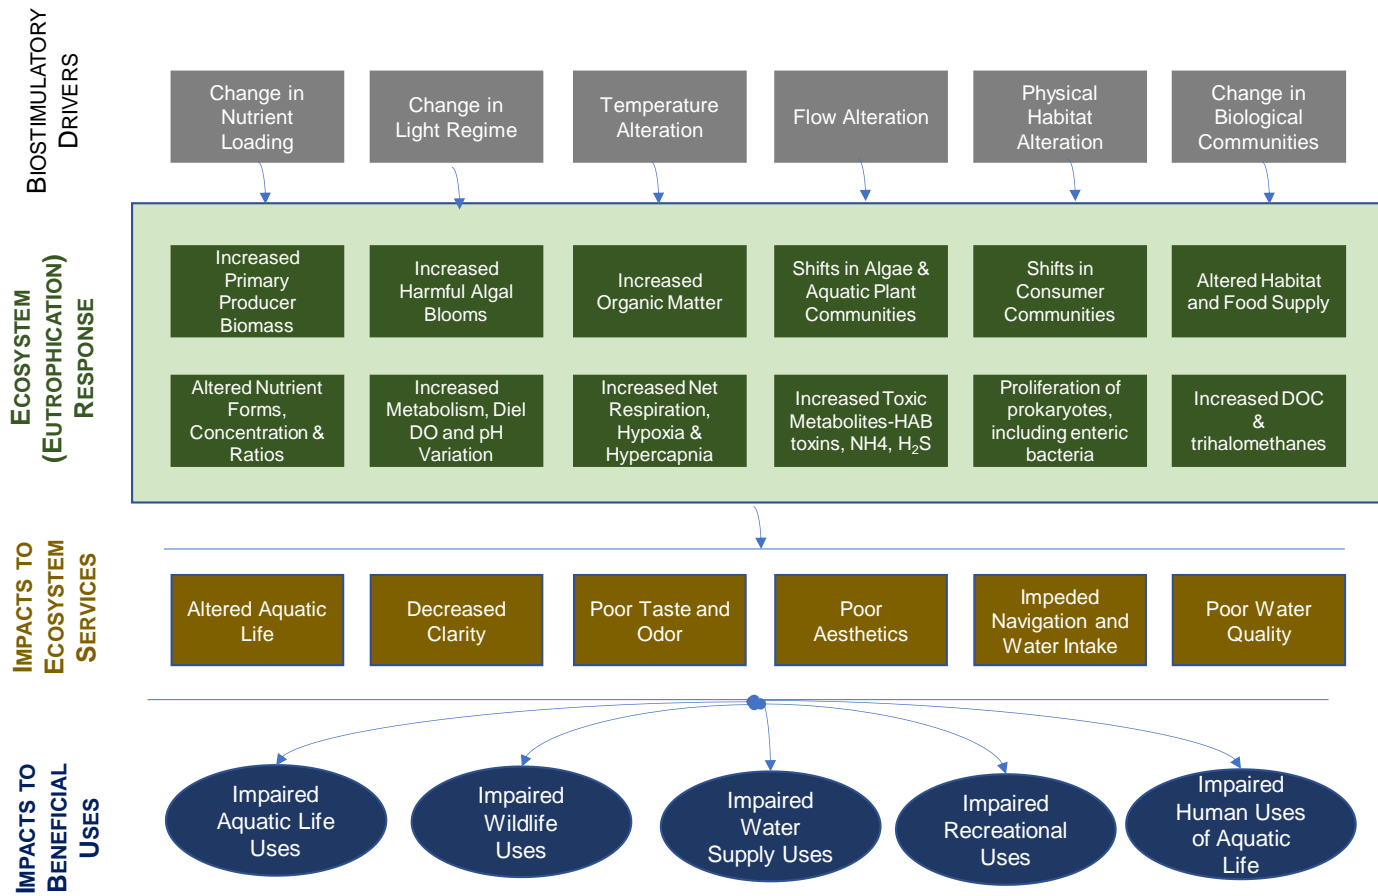 BIOSTIMULATORY
DRIVERS
Change in
Nutrient
Loading
Change in
Light Regime
Temperature
Alteration
Flow Alteration
Physical
Habitat
Alteration
Change in
Biological
Communities
ECOSYSTEM
(EUTROPHICATION)
RESPONSE
Increased
Primary
Producer
Biomass
Increased
Harmful Algal
Blooms
Increased
Organic Matter
Shifts in Algae &
Aquatic Plant
Communities
Shifts in
Consumer
Communities
Altered Habitat
and Food Supply
Altered Nutrient
Forms,
Concentration &
Ratios
Increased
Metabolism, Diel
DO and pH
Variation
Increased Net
Respiration,
Hypoxia &
Hypercapnia
Increased Toxic
Metabolites-HAB
toxins, NH4, H₂S
Proliferation of
prokaryotes,
including enteric
bacteria
Increased DOC
&
trihalomethanes
IMPACTS TO
ECOSYSTEM
SERVICES
Altered Aquatic
Life
Decreased
Clarity
Poor Taste and
Odor
Poor
Aesthetics
Impeded
Navigation and
Water Intake
Poor Water
Quality
IMPACTS TO
BENEFICIAL
USES
Impaired
Aquatic Life
Uses
Impaired
Wildlife
Uses
Impaired
Water
Supply Uses
Impaired
Recreational
Uses
Impaired
Human Uses
of Aquatic
Life